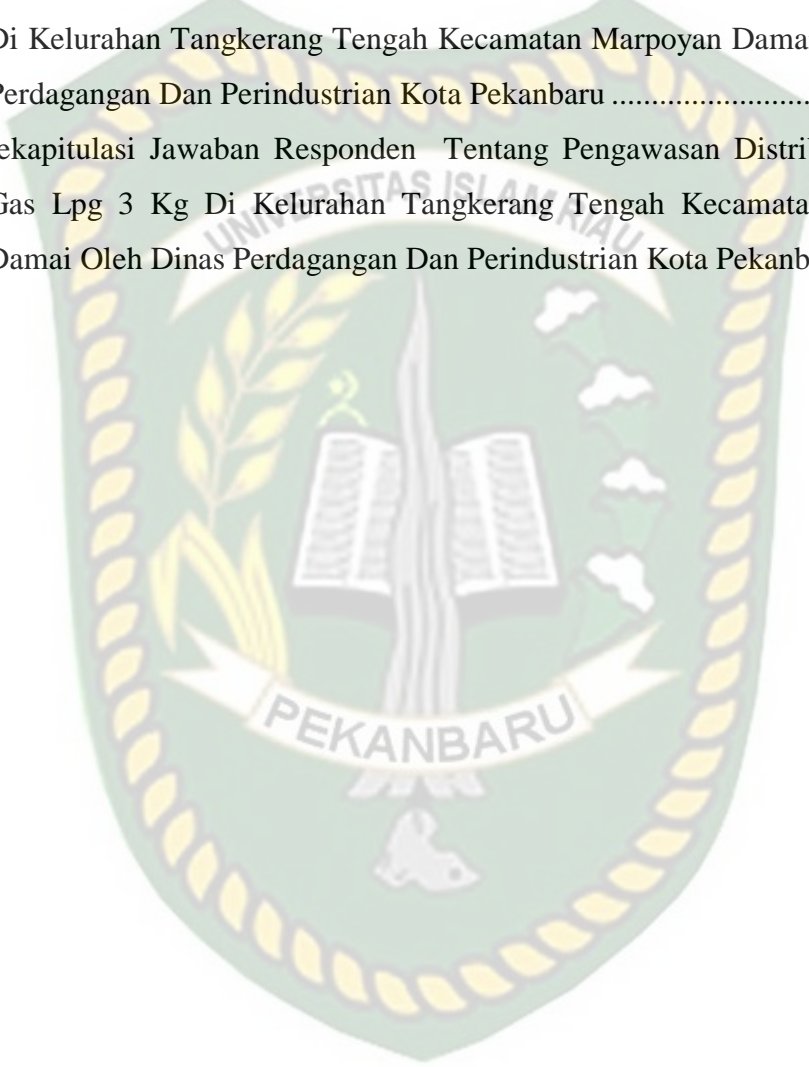 Di Kelurahan Tangkerang Tengah Kecamatan Marpoyan Dama
Perdagangan Dan Perindustrian Kota Pekanbaru .......................
ekapitulasi Jawaban Responden Tentang Pengawasan Distri
Gas Lpg 3 Kg Di Kelurahan Tangkerang Tengah Kecamata
Damai Oleh Dinas Perdagangan Dan Perindustrian Kota Pekanb
UNIVERSITAS ISLAM RIAU
PEKANBARU